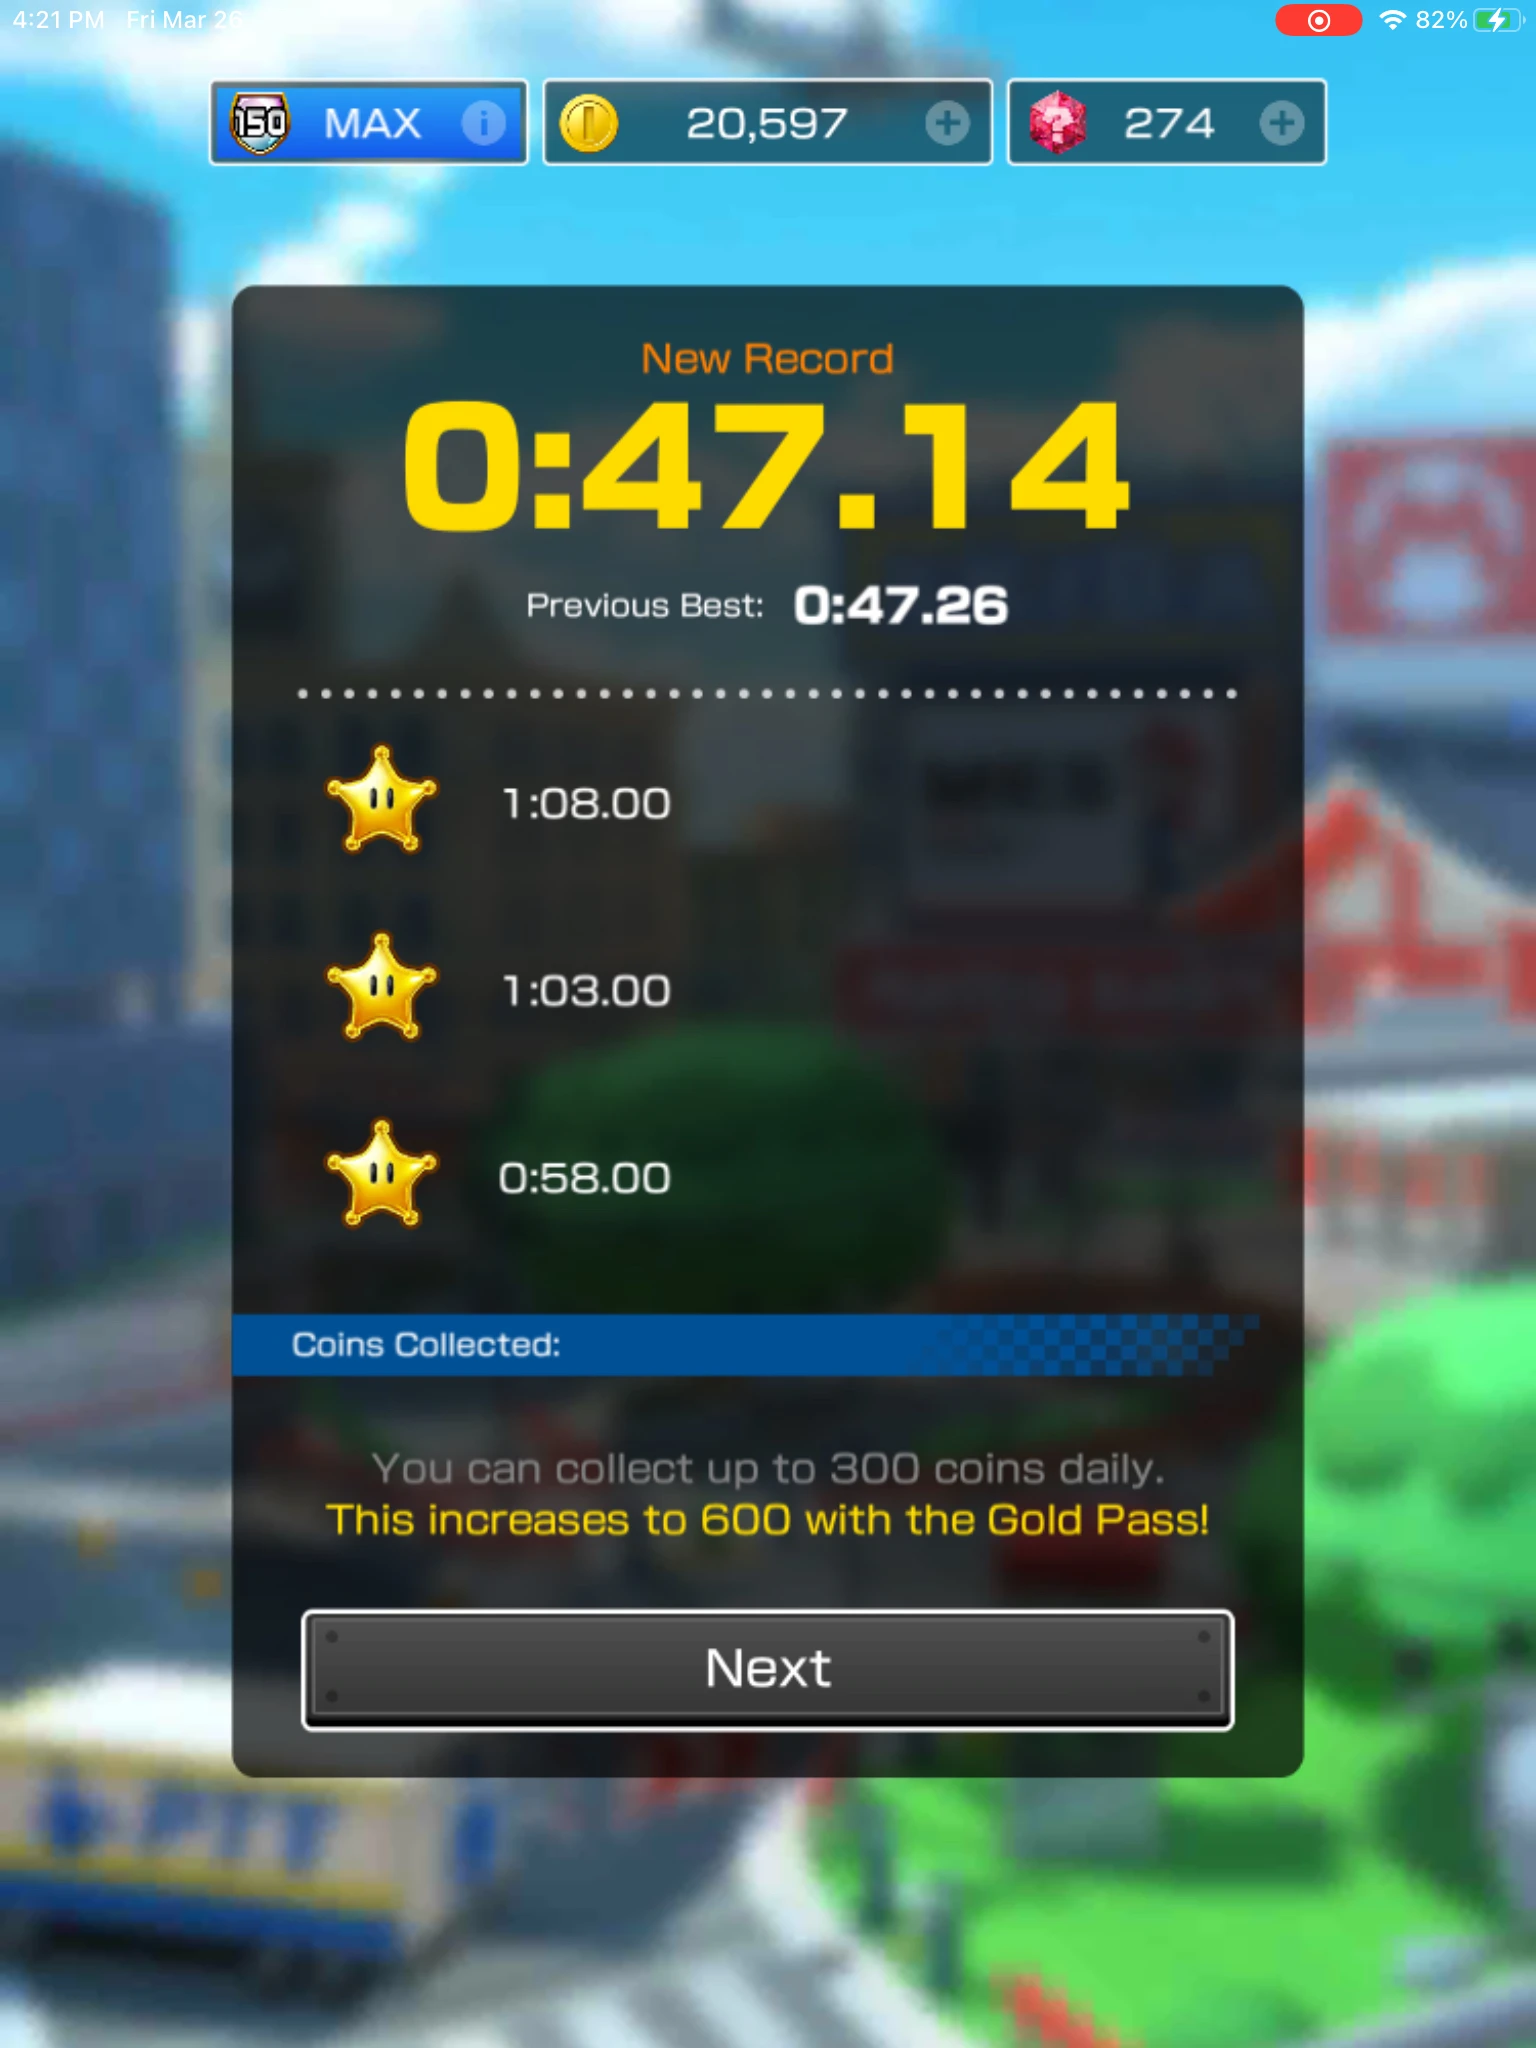 4:21 PM Fri Mar 26
82%
150 MAX i 20,597 + 274 +
New Record
0:47.14
Previous Best: 0:47.26
1:08.00
1:03.00
0:58.00
Coins Collected:
You can collect up to 300 coins daily.
This increases to 600 with the Gold Pass!
Next